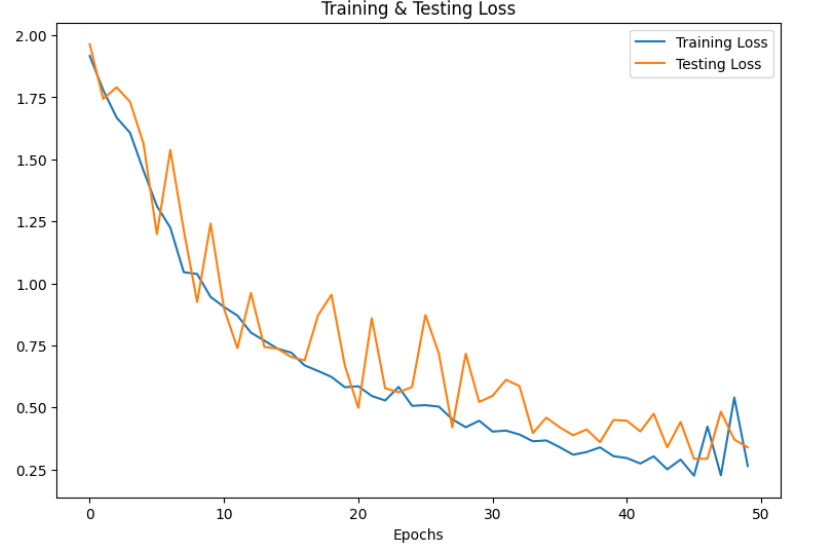 Training & Testing Loss
2.00
1.75
1.50
1.25
1.00
0.75
0.50
0.25
Training Loss
Testing Loss
0 10 20 30 40 50
Epochs